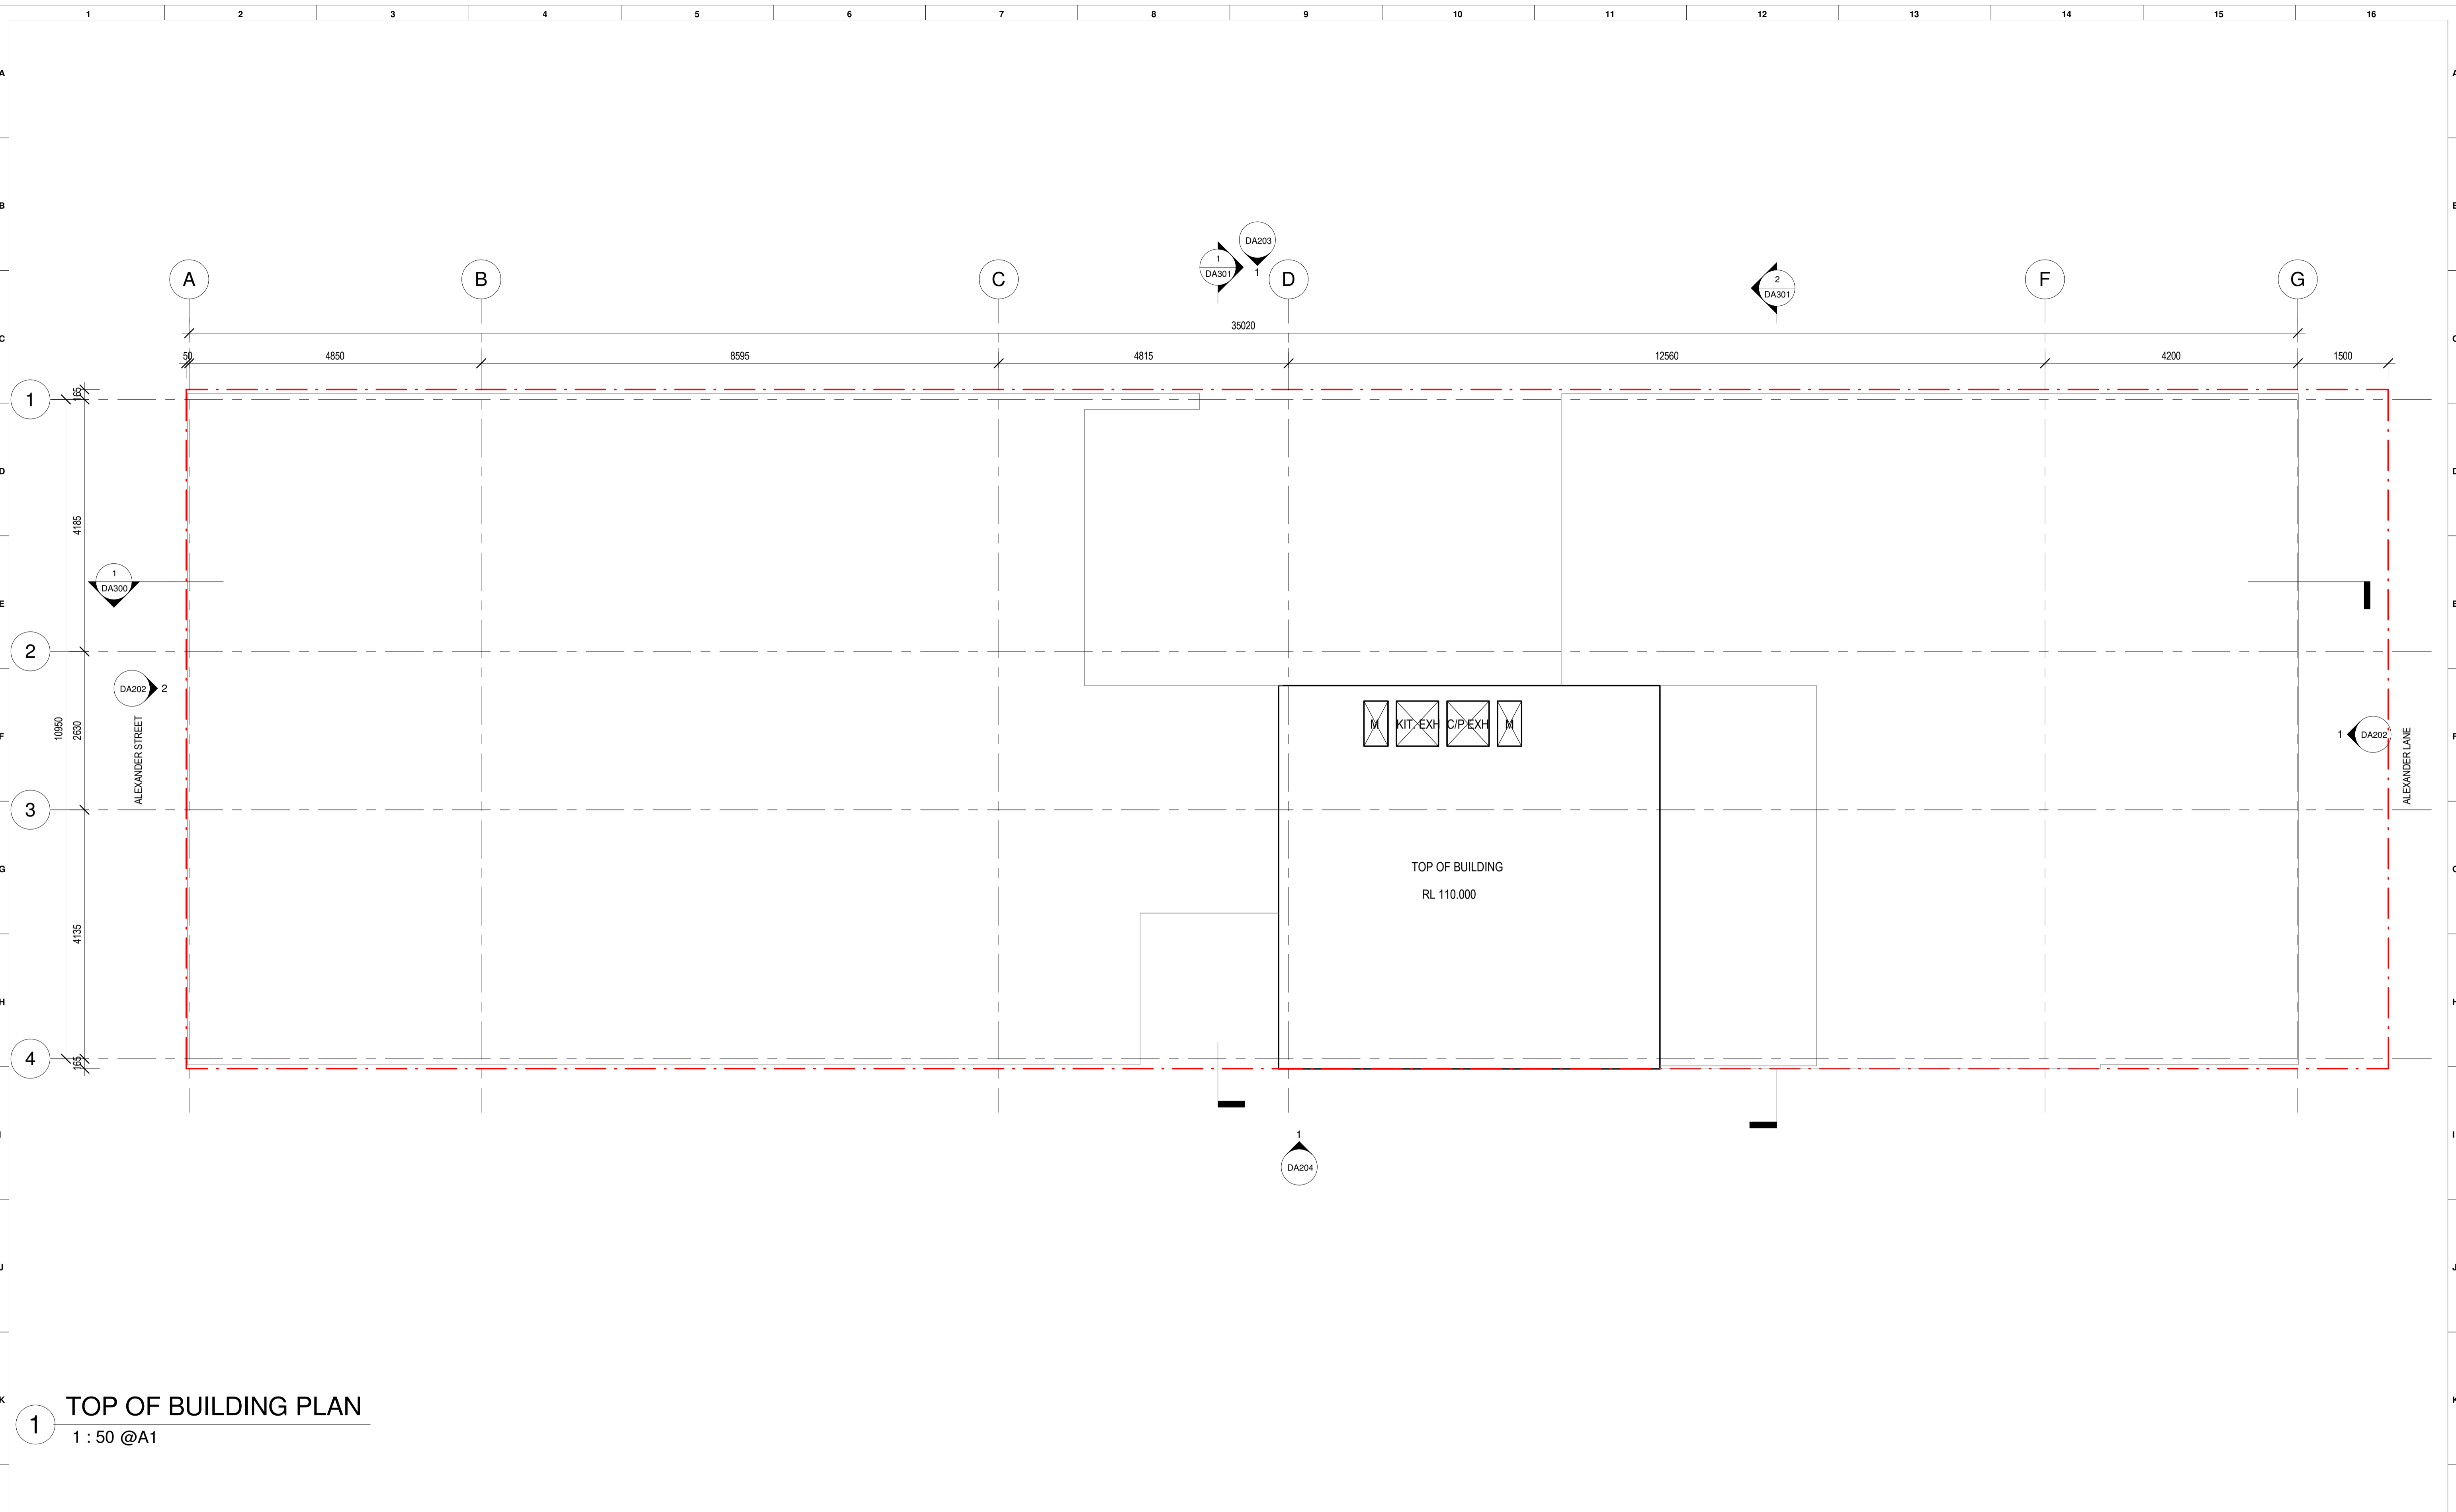 1 2 3 4 5 6 7 8 9 10 11 12 13 14 15 16
A A
B B
DA203
1
1
DA301
2
DA301
A B C D F G
35020
C C
50 4850 8595 4815 12560 4200 1500
165
1
D D
4185
1
DA300
E E
2
DA202 2
10950
2630
ALEXANDER STREET
M KIT. EXH C/P EXH M
1 DA202
ALEXANDER LANE
F F
3
TOP OF BUILDING
RL 110.000
G G
4135
H H
165
4
I I
1
DA204
J J
K K
1 TOP OF BUILDING PLAN
1 : 50 @A1